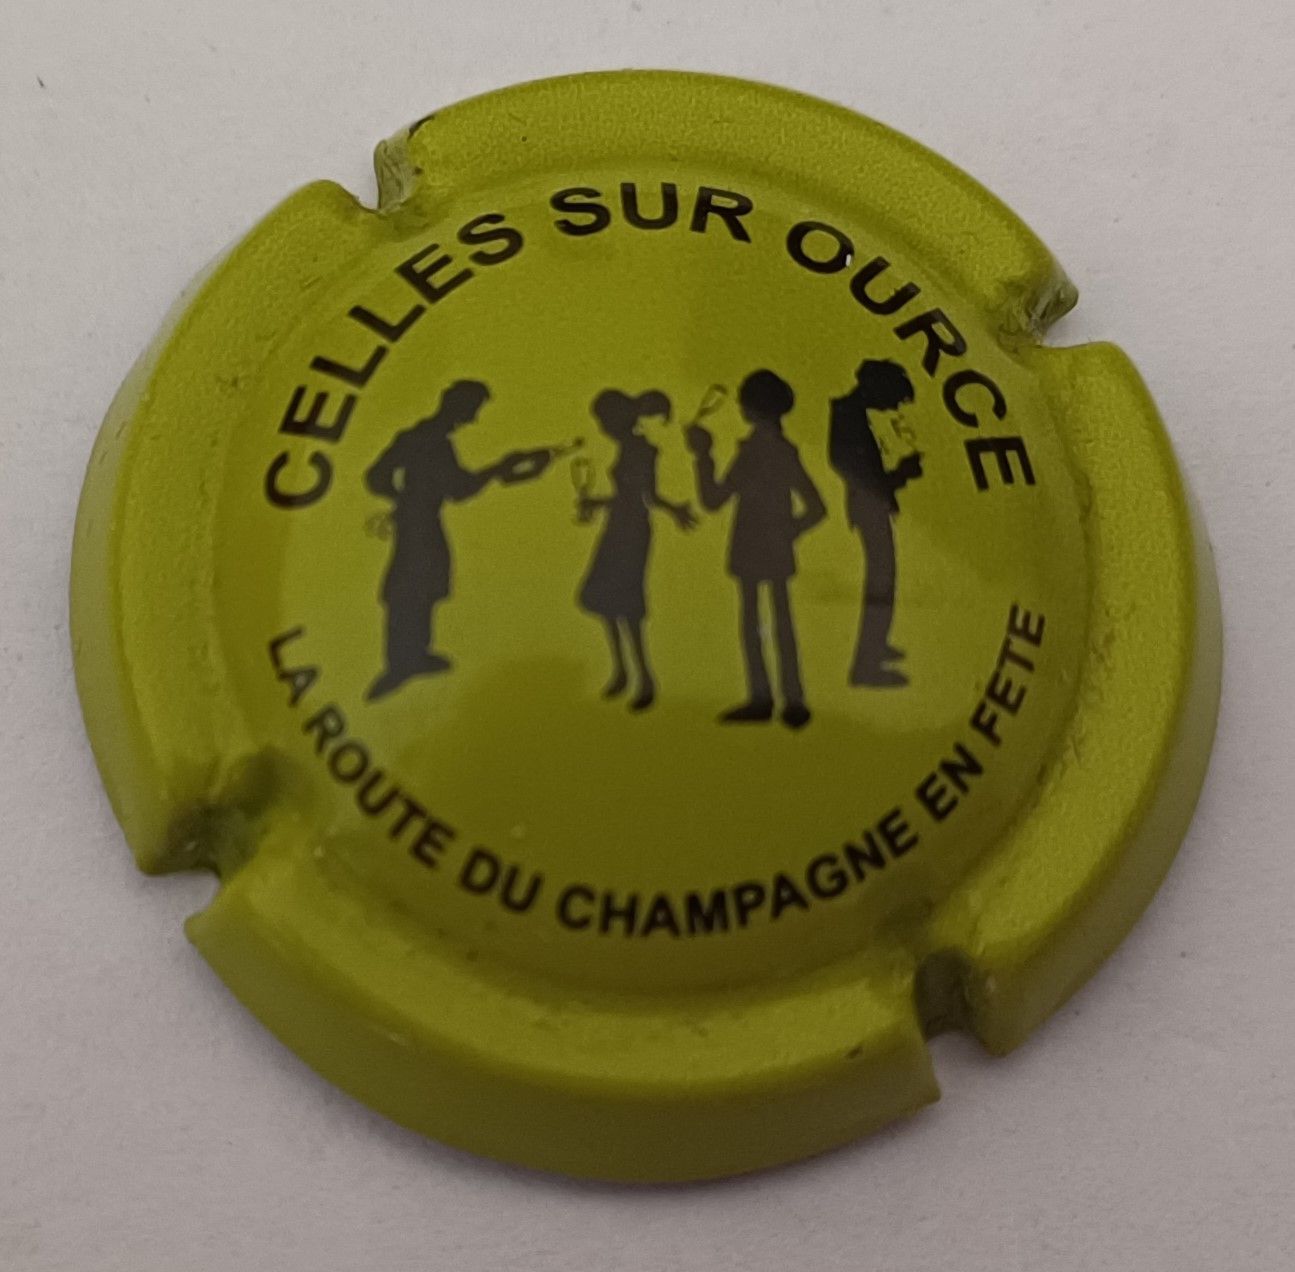 CELLES SUR OURCE
LA ROUTE DU CHAMPAGNE EN FETE